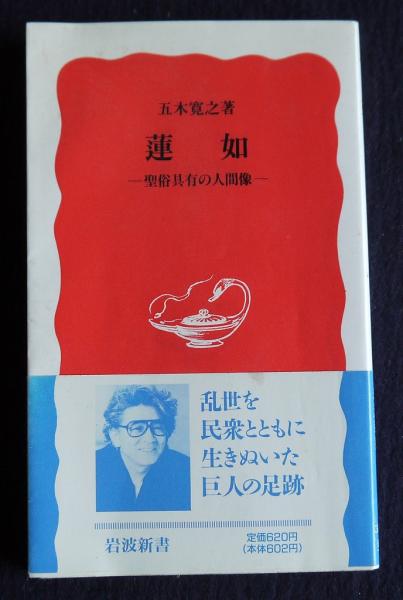 五木寛之著
蓮如
―聖俗具有の人間像―
乱世を
民衆とともに
生きぬいた
巨人の足跡
岩波新書
定価620円
(本体602円)